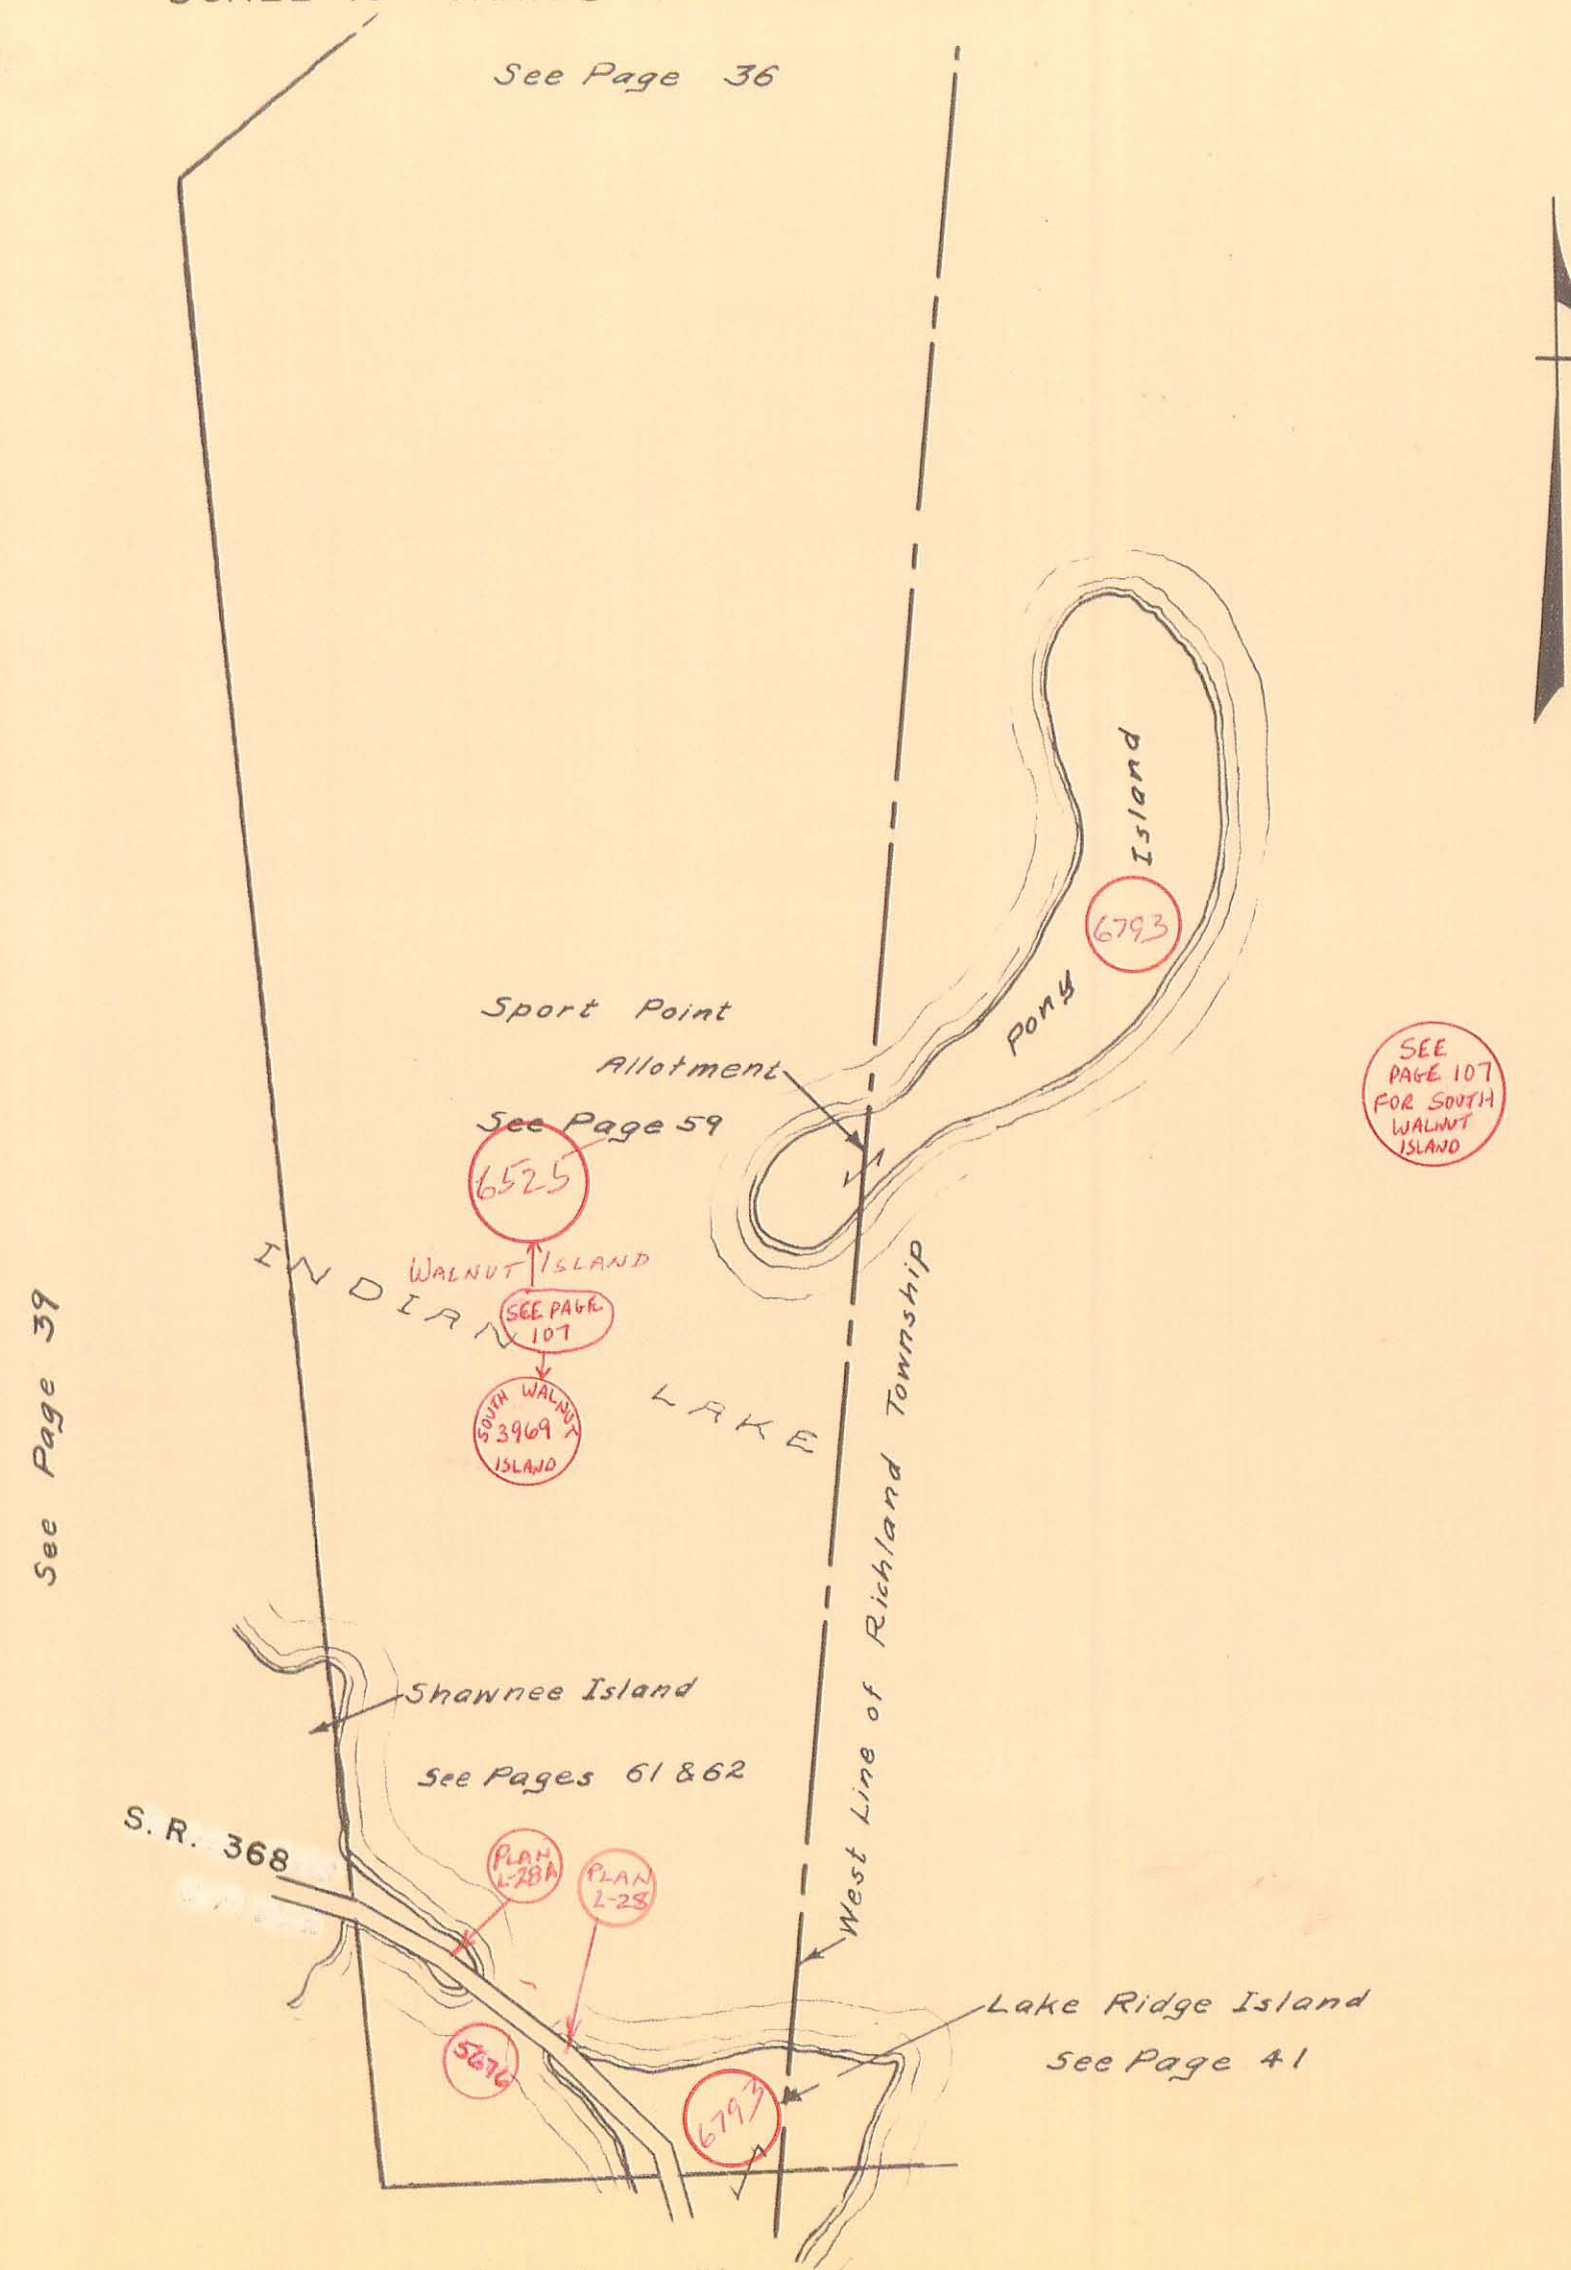 See Page 36
Island
6793
Pony
Sport Point
Allotment
See Page 59
6525
WALNUT ISLAND
SEE PAGE
107
SOUTH WALNUT
3969
ISLAND
SEE
PAGE 107
FOR SOUTH
WALNUT
ISLAND
INDIAN LAKE
See Page 39
West Line of Richland Township
Shawnee Island
See Pages 61 & 62
S.R. 368
PLAN
L-28A
PLAN
L-28
Lake Ridge Island
See Page 41
5676
6793